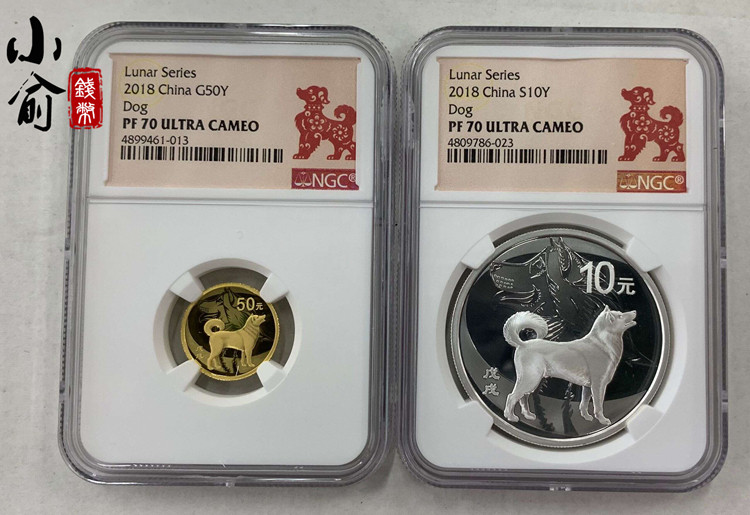 小俞
錢幣
Lunar Series
2018 China G50Y
Dog
PF 70 ULTRA CAMEO
4899461-013
NGC®
50元
戊戌
Lunar Series
2018 China S10Y
Dog
PF 70 ULTRA CAMEO
4809786-023
NGC®
10元
戊
戌